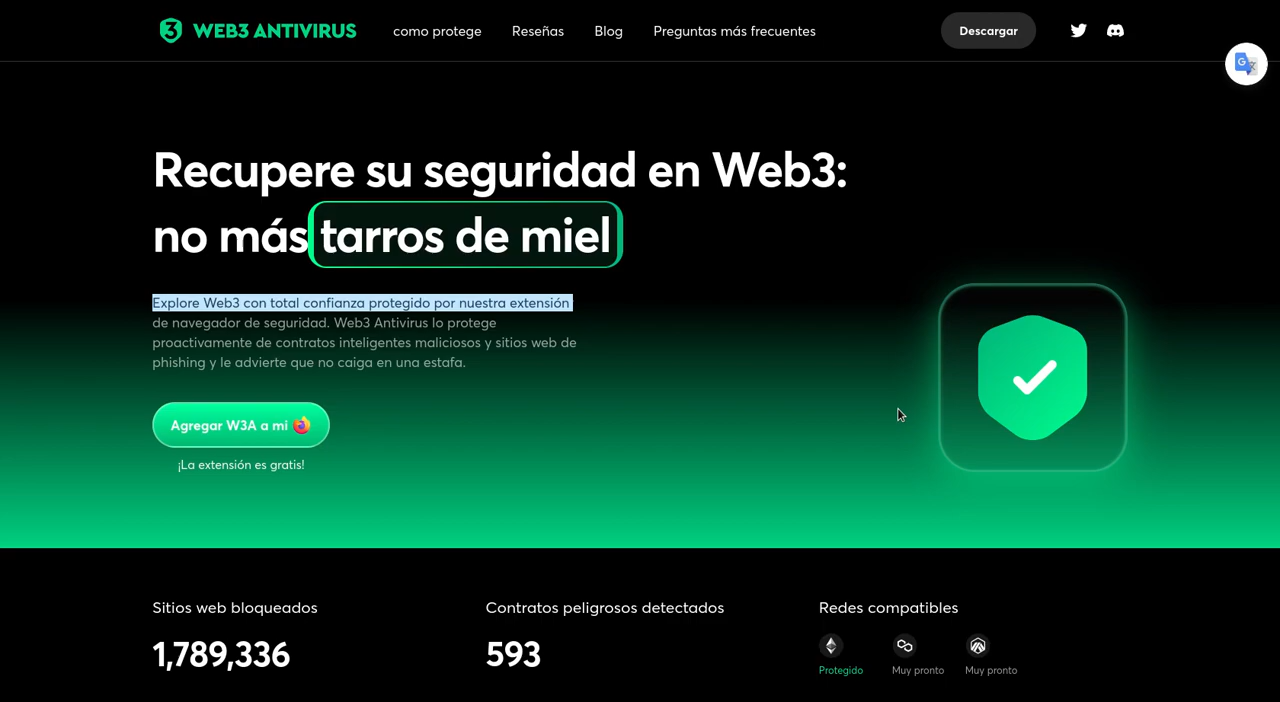 WEB3 ANTIVIRUS
como protege
Reseñas
Blog
Preguntas más frecuentes
Descargar
Recupere su seguridad en Web3:
no más tarros de miel
Explore Web3 con total confianza protegido por nuestra extensión
de navegador de seguridad. Web3 Antivirus lo protege
proactivamente de contratos inteligentes maliciosos y sitios web de
phishing y le advierte que no caiga en una estafa.
Agregar W3A a mi
¡La extensión es gratis!
Sitios web bloqueados
1,789,336
Contratos peligrosos detectados
593
Redes compatibles
Protegido
Muy pronto
Muy pronto